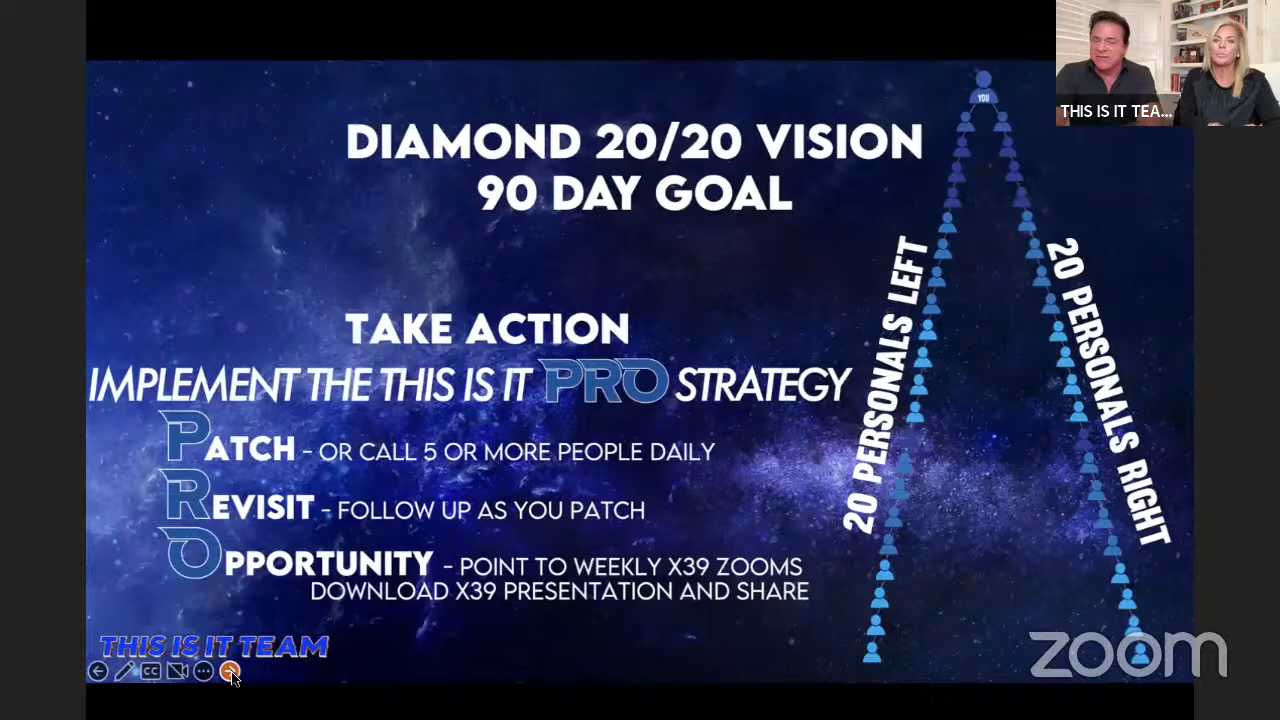 THIS IS IT TEA...
YOU
DIAMOND 20/20 VISION
90 DAY GOAL
20 PERSONALS LEFT
20 PERSONALS RIGHT
TAKE ACTION
IMPLEMENT THE THIS IS IT PRO STRATEGY
PATCH - OR CALL 5 OR MORE PEOPLE DAILY
REVISIT - FOLLOW UP AS YOU PATCH
OPPORTUNITY - POINT TO WEEKLY X39 ZOOMS
DOWNLOAD X39 PRESENTATION AND SHARE
THIS IS IT TEAM
CC
zoom